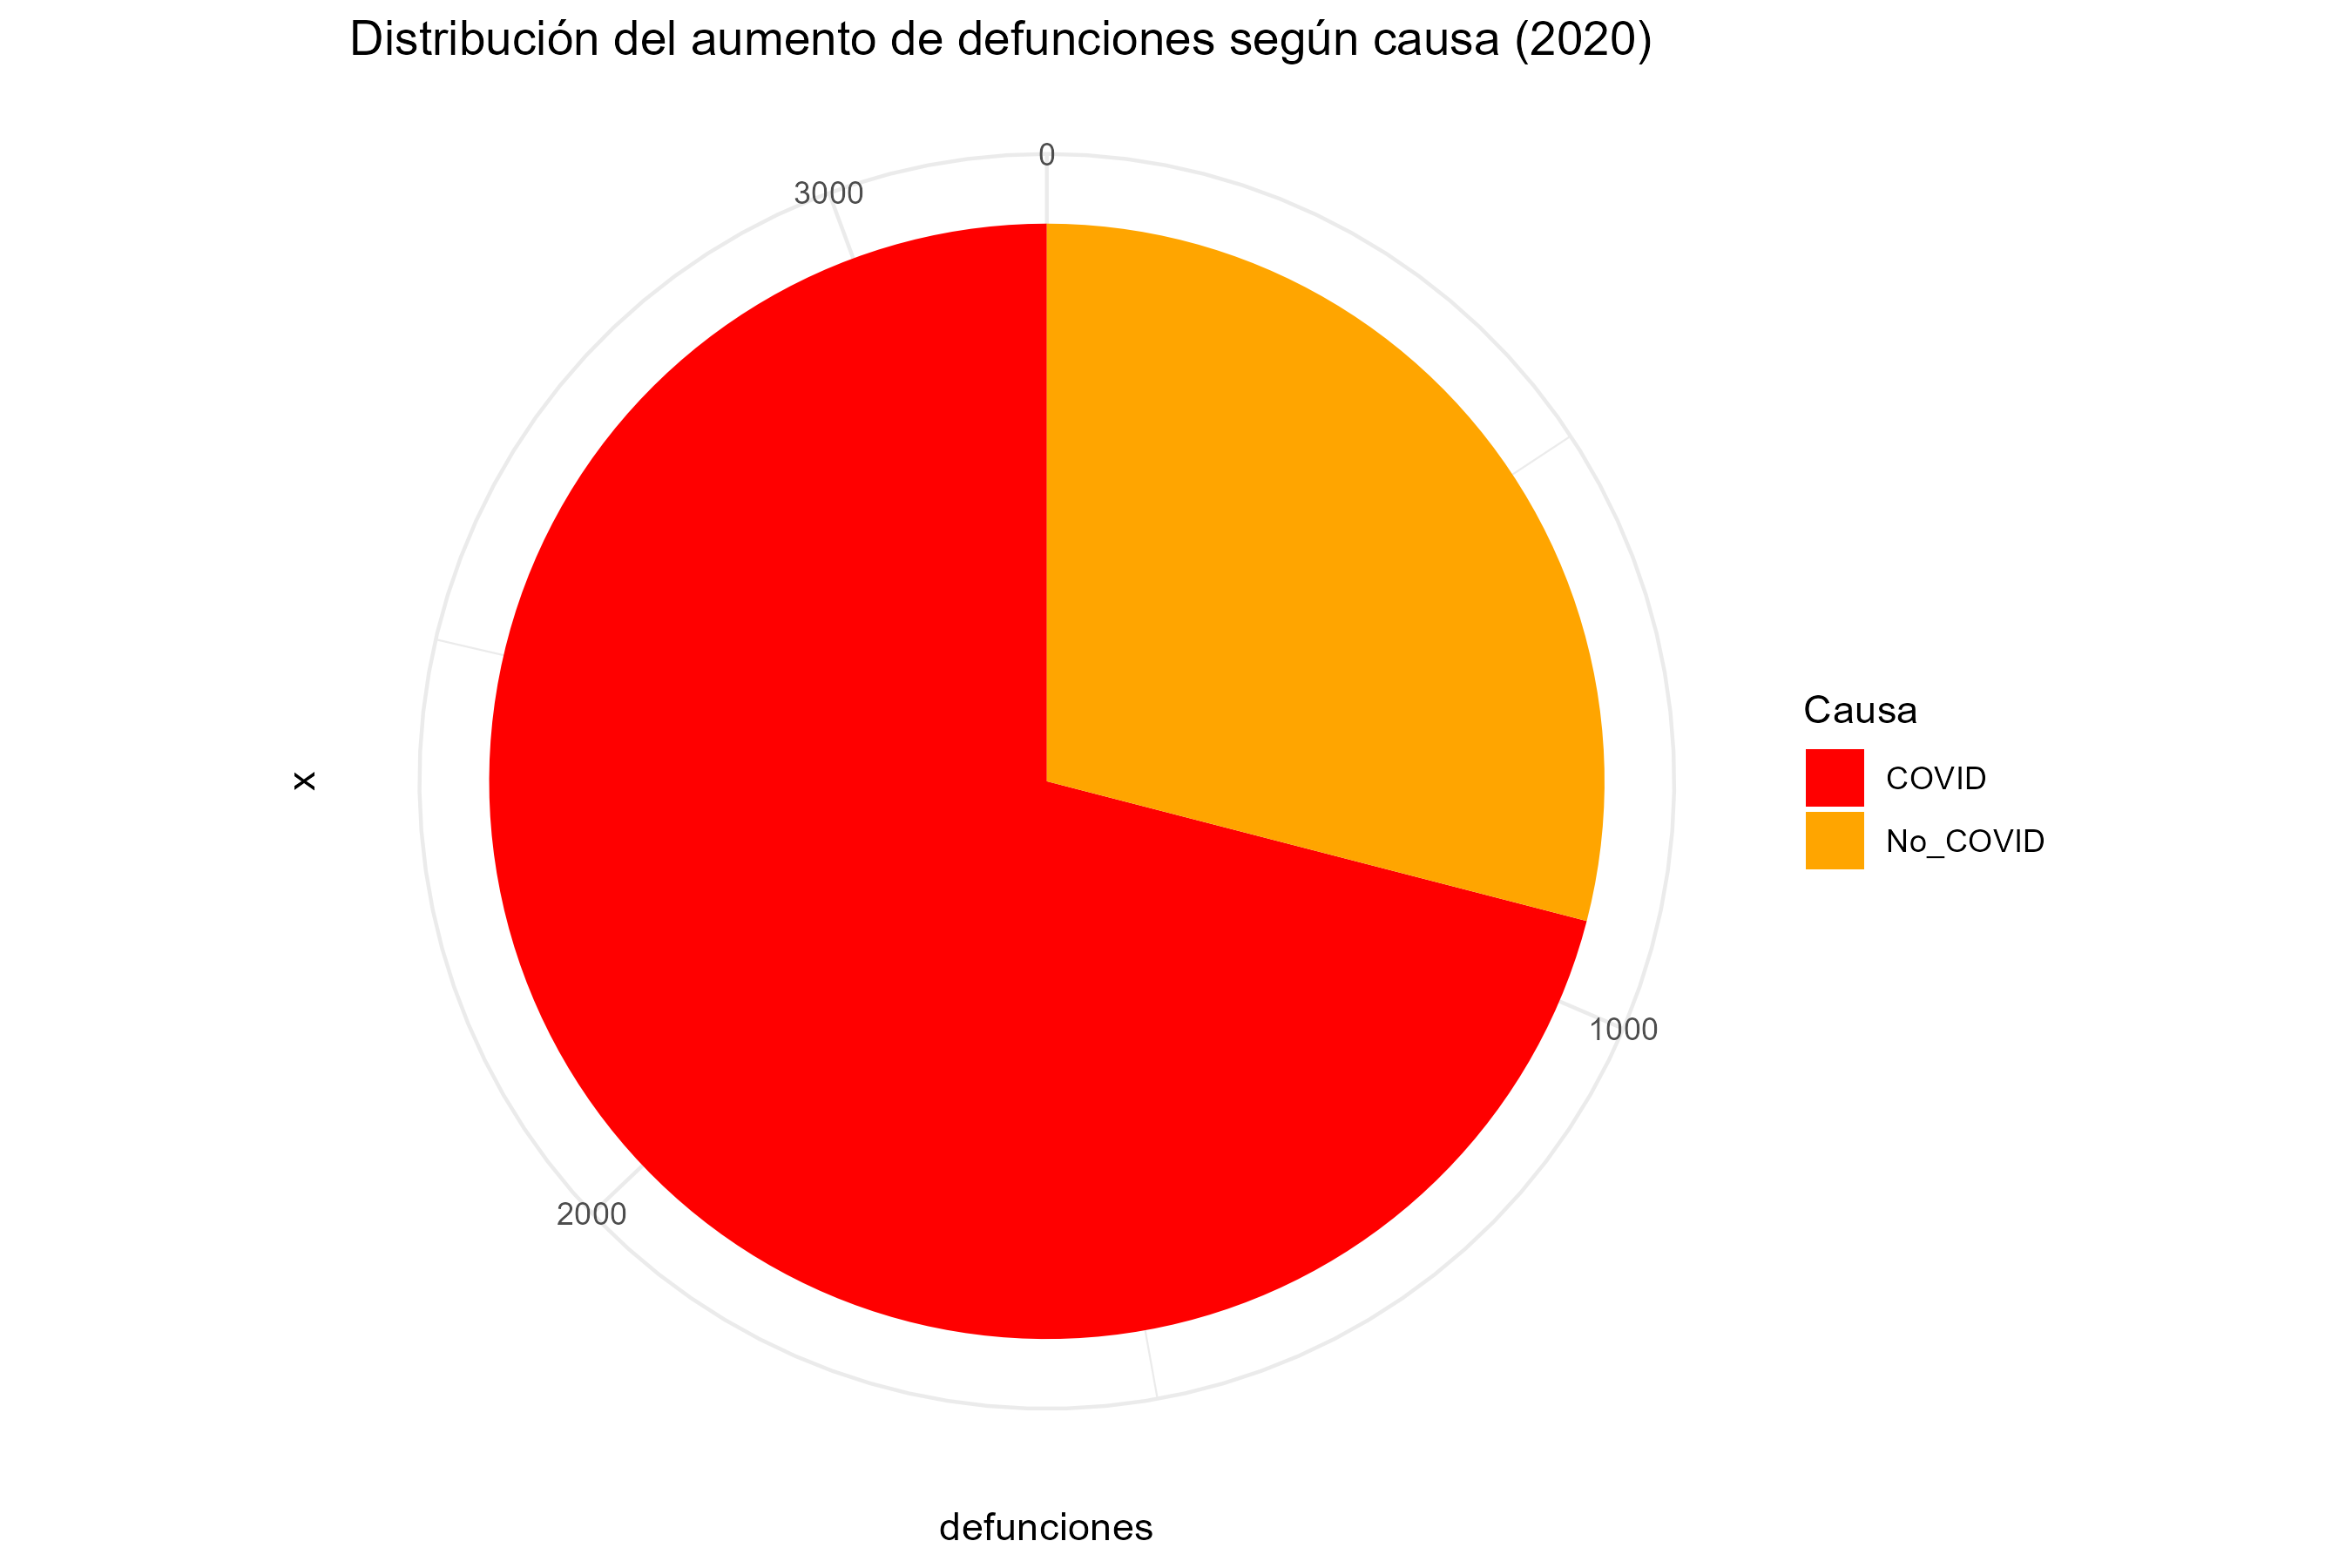 Distribución del aumento de defunciones según causa (2020)
0
3000
x
Causa
COVID
No_COVID
1000
2000
defunciones